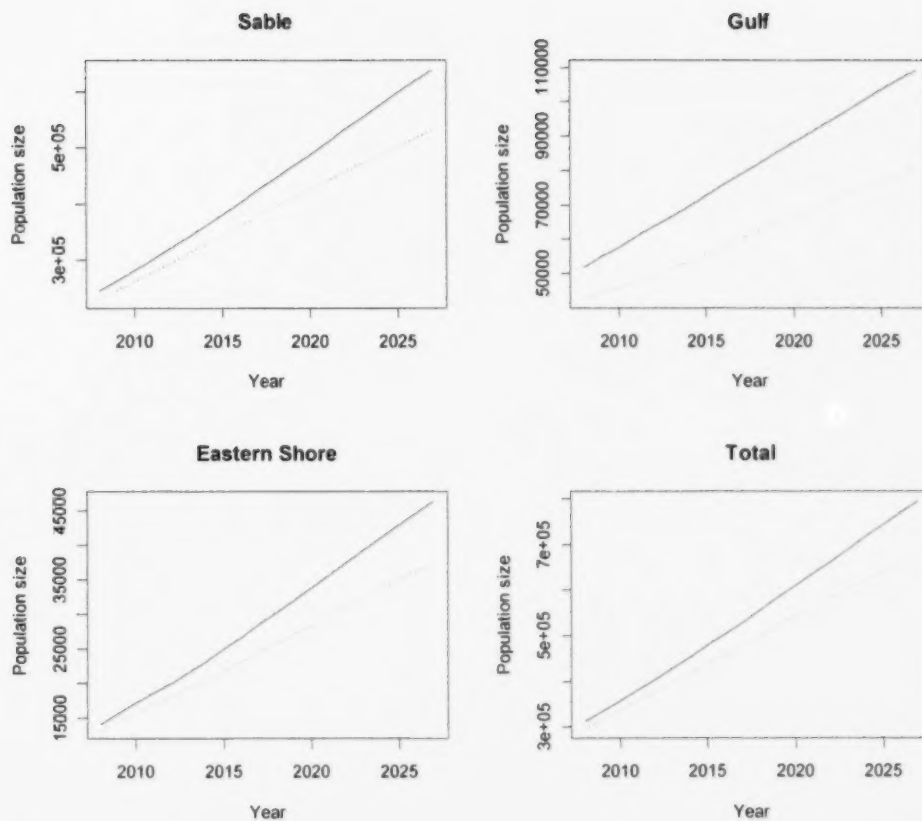 Sable
Population size
5e+05
3e+05
2010 2015 2020 2025
Year
Gulf
Population size
110000
90000
70000
50000
2010 2015 2020 2025
Year
Eastern Shore
Population size
45000
35000
25000
15000
2010 2015 2020 2025
Year
Total
Population size
7e+05
5e+05
3e+05
2010 2015 2020 2025
Year